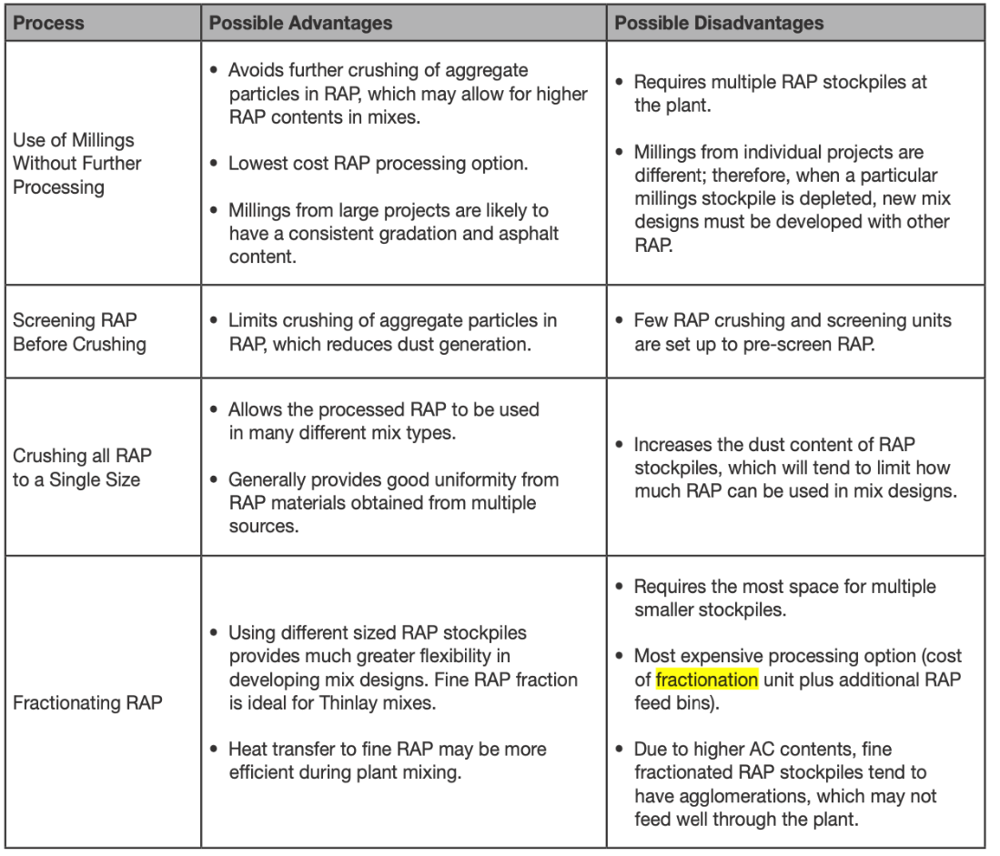 Process
Possible Advantages
Possible Disadvantages
Use of Millings
Without Further
Processing
• Avoids further crushing of aggregate
particles in RAP, which may allow for higher
RAP contents in mixes.
• Lowest cost RAP processing option.
• Millings from large projects are likely to
have a consistent gradation and asphalt
content.
• Requires multiple RAP stockpiles at
the plant.
• Millings from individual projects are
different; therefore, when a particular
millings stockpile is depleted, new mix
designs must be developed with other
RAP.
Screening RAP
Before Crushing
• Limits crushing of aggregate particles in
RAP, which reduces dust generation.
• Few RAP crushing and screening units
are set up to pre-screen RAP.
Crushing all RAP
to a Single Size
• Allows the processed RAP to be used
in many different mix types.
• Generally provides good uniformity from
RAP materials obtained from multiple
sources.
• Increases the dust content of RAP
stockpiles, which will tend to limit how
much RAP can be used in mix designs.
Fractionating RAP
• Using different sized RAP stockpiles
provides much greater flexibility in
developing mix designs. Fine RAP fraction
is ideal for Thinlay mixes.
• Heat transfer to fine RAP may be more
efficient during plant mixing.
• Requires the most space for multiple
smaller stockpiles.
• Most expensive processing option (cost
of fractionation unit plus additional RAP
feed bins).
• Due to higher AC contents, fine
fractionated RAP stockpiles tend to
have agglomerations, which may not
feed well through the plant.